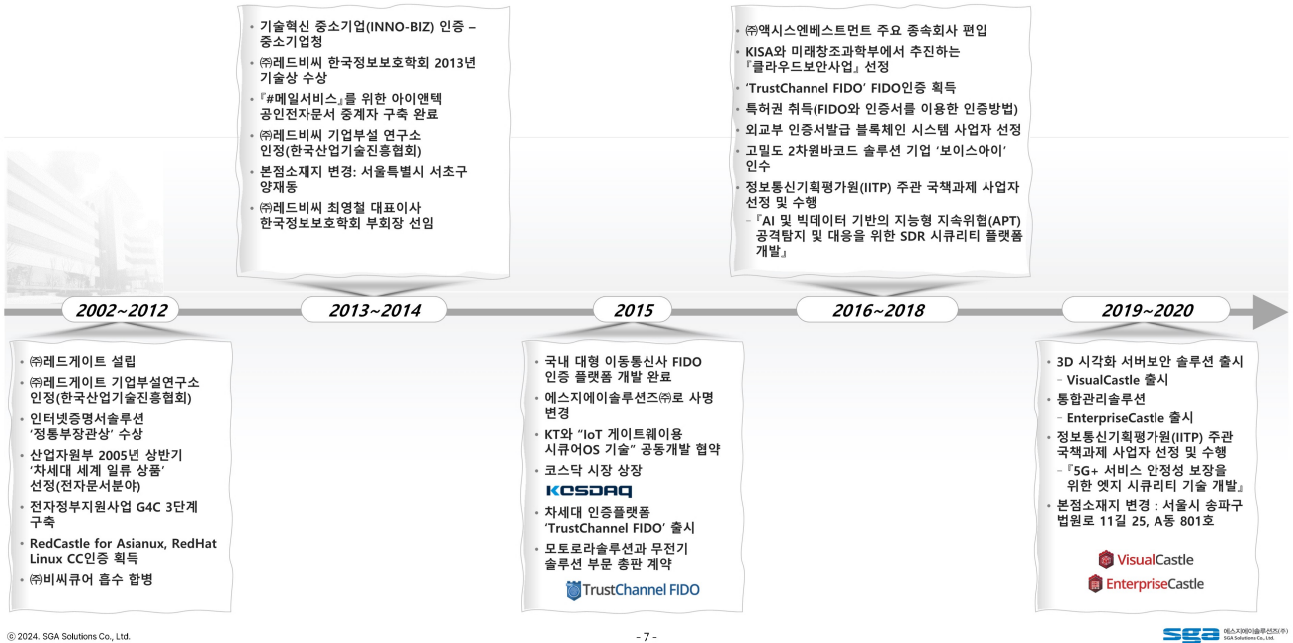 • 기술혁신 중소기업(INNO-BIZ) 인증 –
중소기업청
• ㈜레드비씨 한국정보보호학회 2013년
기술상 수상
• 『#메일서비스』를 위한 아이앤텍
공인전자문서 중계자 구축 완료
• ㈜레드비씨 기업부설 연구소
인정(한국산업기술진흥협회)
• 본점소재지 변경: 서울특별시 서초구
양재동
• ㈜레드비씨 최영철 대표이사
한국정보보호학회 부회장 선임
• ㈜액시스엔베스트먼트 주요 종속회사 편입
• KISA와 미래창조과학부에서 추진하는
『클라우드보안사업』 선정
• ‘TrustChannel FIDO’ FIDO인증 획득
• 특허권 취득(FIDO와 인증서를 이용한 인증방법)
• 외교부 인증서발급 블록체인 시스템 사업자 선정
• 고밀도 2차원바코드 솔루션 기업 ‘보이스아이’
인수
• 정보통신기획평가원(IITP) 주관 국책과제 사업자
선정 및 수행
– 『AI 및 빅데이터 기반의 지능형 지속위협(APT)
공격탐지 및 대응을 위한 SDR 시큐리티 플랫폼
개발』
2002~2012
2013~2014
2015
2016~2018
2019~2020
• ㈜레드게이트 설립
• ㈜레드게이트 기업부설연구소
인정(한국산업기술진흥협회)
• 인터넷증명서솔루션
‘정통부장관상’ 수상
• 산업자원부 2005년 상반기
‘차세대 세계 일류 상품’
선정(전자문서분야)
• 전자정부지원사업 G4C 3단계
구축
• RedCastle for Asianux, RedHat
Linux CC인증 획득
• ㈜비씨큐어 흡수 합병
• 국내 대형 이동통신사 FIDO
인증 플랫폼 개발 완료
• 에스지에이솔루션즈㈜로 사명
변경
• KT와 “IoT 게이트웨이용
시큐어OS 기술” 공동개발 협약
• 코스닥 시장 상장
KOSDAQ
• 차세대 인증플랫폼
‘TrustChannel FIDO’ 출시
• 모토로라솔루션과 무전기
솔루션 부문 총판 계약
TrustChannel FIDO
• 3D 시각화 서버보안 솔루션 출시
– VisualCastle 출시
• 통합관리솔루션
– EnterpriseCastle 출시
• 정보통신기획평가원(IITP) 주관
국책과제 사업자 선정 및 수행
– 『5G+ 서비스 안정성 보장을
위한 엣지 시큐리티 기술 개발』
• 본점소재지 변경 : 서울시 송파구
법원로 11길 25, A동 801호
VisualCastle
EnterpriseCastle
© 2024. SGA Solutions Co., Ltd.
- 7 -
sga 에스지에이솔루션즈(주)
SGA Solutions Co., Ltd.